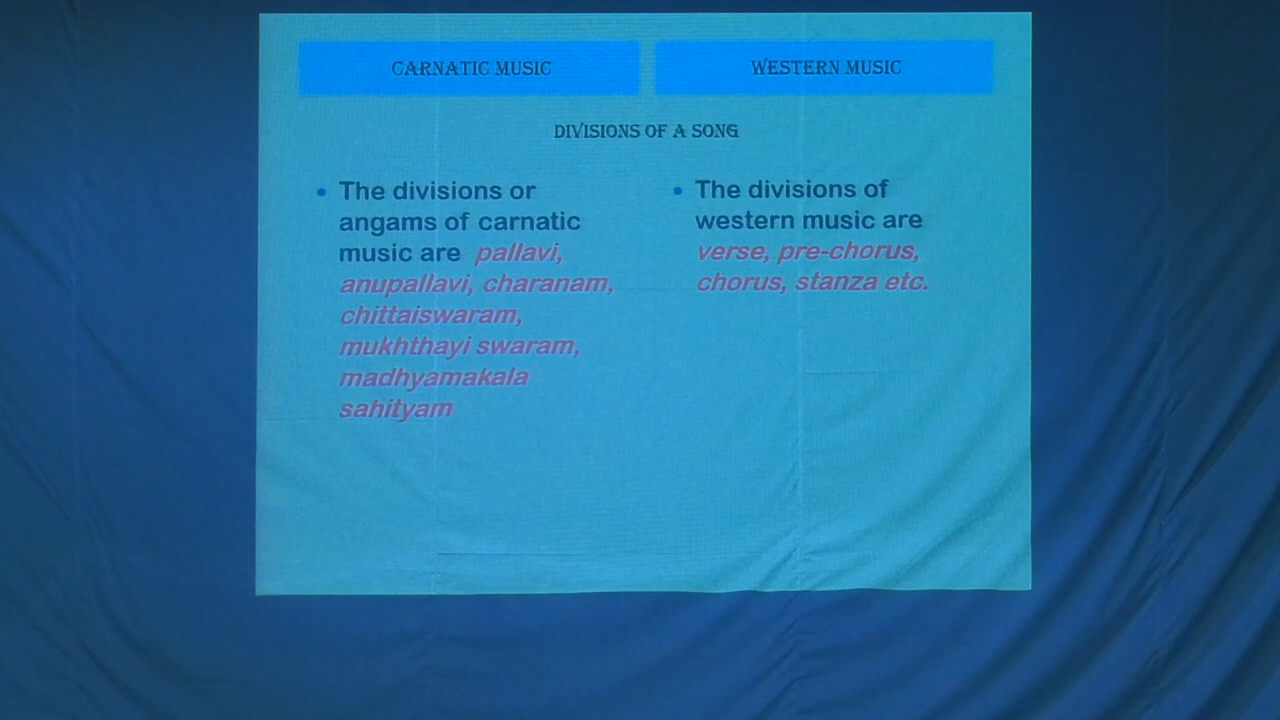 CARNATIC MUSIC
WESTERN MUSIC
DIVISIONS OF A SONG
• The divisions or
angams of carnatic
music are pallavi,
anupallavi, charanam,
chittaiswaram,
mukhthayi swaram,
madhyamakala
sahityam
• The divisions of
western music are
verse, pre-chorus,
chorus, stanza etc.